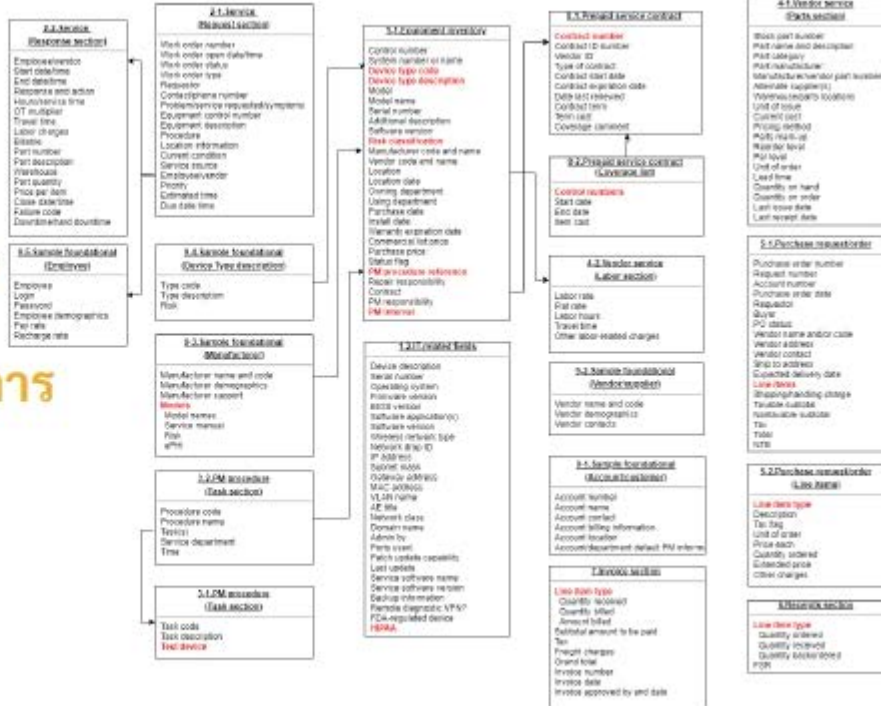 2-2.Service
(Response section)
Employee/vendor
Start date/time
End date/time
Response and action
Hours/service time
OT multiplier
Travel time
Labor charges
Billable
Part number
Part description
Warehouse
Part quantity
Price per item
Close date/time
Failure code
Downtime/hand downtime
9.5.Sample foundational
(Employee)
Employee
Login
Password
Employee demographics
Pay rate
Recharge rate
าร
2-1.Service
(Request section)
Work order number
Work order open date/time
Work order status
Work order type
Requestor
Contact/phone number
Problem/service requested/symptoms
Equipment control number
Equipment description
Procedure
Location information
Current condition
Service source
Employee/vendor
Priority
Estimated time
Due date time
9.4.Sample foundational
(Device Type description)
Type code
Type description
Risk
9-3.Sample foundational
(Manufacturer)
Manufacturer name and code
Manufacturer demographics
Manufacturer support
Models
Model names
Service manual
Risk
ePHI
3.2.PM procedure
(Task section)
Procedure code
Procedure name
Task(s)
Service department
Time
3.1.PM procedure
(Task section)
Task code
Task description
Test device
1-1.Equipment inventory
Control number
System number or name
Device type code
Device type description
Model
Model name
Serial number
Additional description
Software version
Risk classification
Manufacturer code and name
Vendor code and name
Location
Location date
Owning department
Using department
Purchase date
Install date
Warranty expiration date
Commercial list price
Purchase price
Status flag
PM procedure reference
Repair responsibility
Contract
PM responsibility
PM interval
1.2.IT-related fields
Device description
Serial number
Operating system
Firmware version
BIOS version
Software application(s)
Software version
Wireless network type
Network drop ID
IP address
Subnet mask
Gateway address
MAC address
VLAN name
AE title
Network class
Domain name
Admin by
Ports used
Patch update capability
Last update
Service software name
Service software version
Backup information
Remote diagnostic VPN?
FDA-regulated device
HIPAA
8.1.Prepaid service contract
Contract number
Contract ID number
Vendor ID
Type of contract
Contract start date
Contract expiration date
Date last renewed
Contract term
Term cost
Coverage comment
8.2.Prepaid service contract
(Coverage list)
Control numbers
Start date
End date
Item cost
4-2.Vendor service
(Labor section)
Labor rate
Flat rate
Labor hours
Travel time
Other labor-related charges
9-2.Sample foundational
(Vendor/supplier)
Vendor name and code
Vendor demographics
Vendor contacts
9-1.Sample foundational
(Account/customer)
Account number
Account name
Account contact
Account billing information
Account location
Account/department default PM informa
7.Invoice section
Line item type
Quantity received
Quantity billed
Amount billed
Subtotal amount to be paid
Tax
Freight charges
Grand total
Invoice number
Invoice date
Invoice approved by and date
4-1.Vendor service
(Parts section)
Stock part number
Part name and description
Part category
Part manufacturer
Manufacturer/vendor part number
Alternate supplier(s)
Warehouse/parts locations
Unit of issue
Current cost
Pricing method
Parts mark-up
Reorder level
Par level
Unit of order
Lead time
Quantity on hand
Quantity on order
Last issue date
Last receipt date
5-1.Purchase request/order
Purchase order number
Request number
Account number
Purchase order date
Requestor
Buyer
PO status
Vendor name and/or code
Vendor address
Vendor contact
Ship to address
Expected delivery date
Line items
Shipping/handling charge
Taxable subtotal
Nontaxable subtotal
Tax
Total
NTE
5.2.Purchase request/order
(Line items)
Line item type
Description
Tax flag
Unit of order
Price each
Quantity ordered
Extended price
Other charges
6.Receipts section
Line item type
Quantity ordered
Quantity received
Quantity backordered
FSR